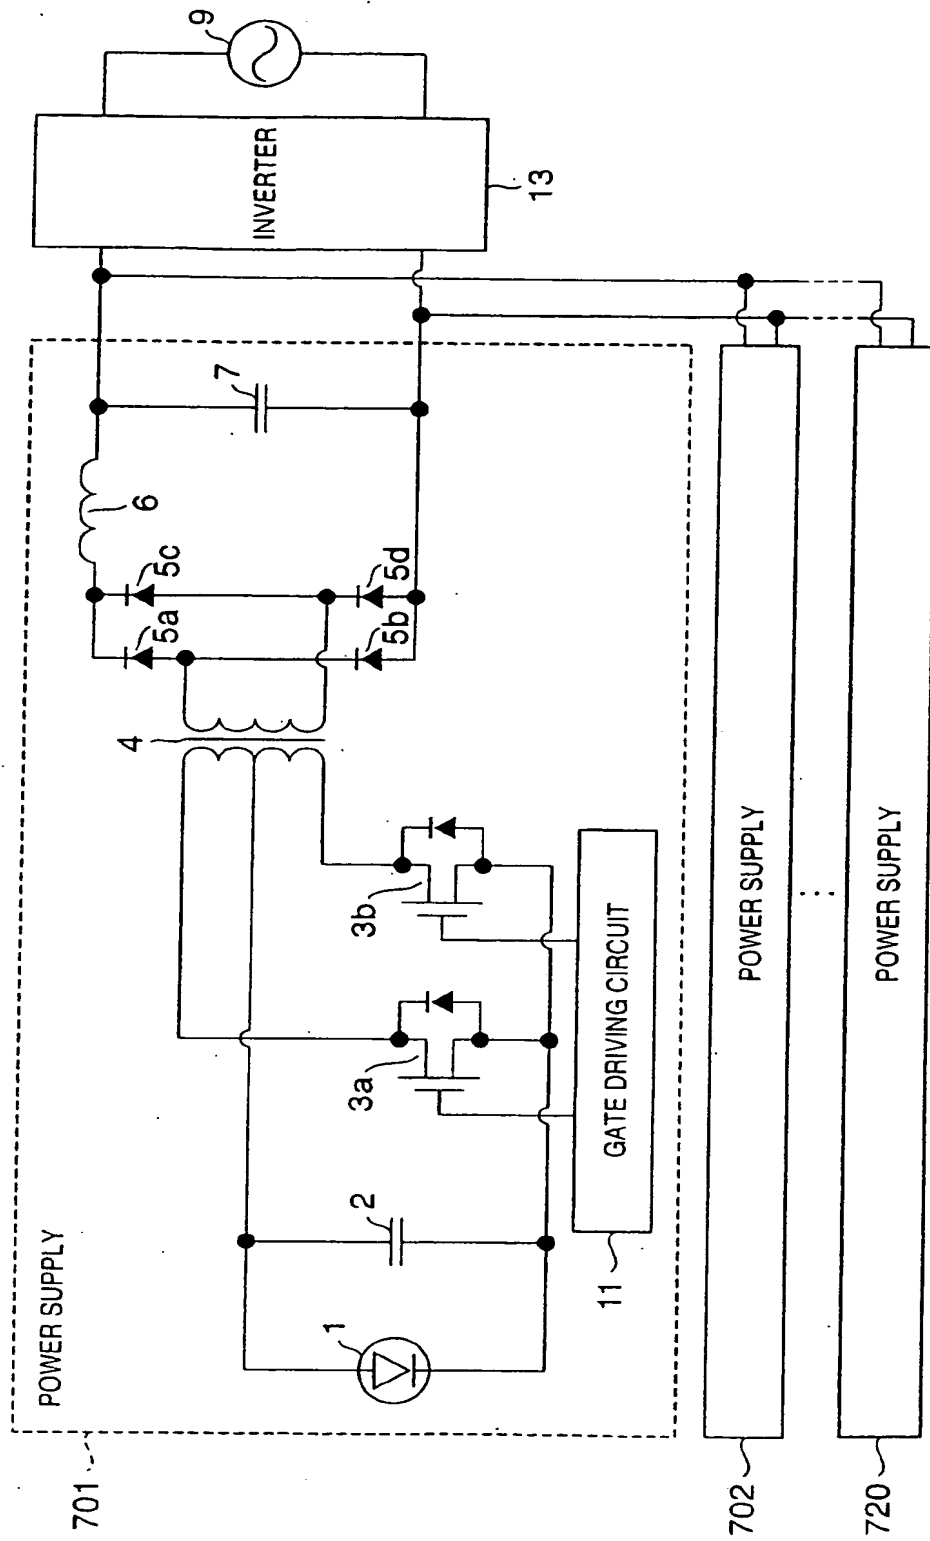 POWER SUPPLY
701
1
2
3a
3b
4
5a
5b
5c
5d
6
7
11
GATE DRIVING CIRCUIT
INVERTER
13
9
702
POWER SUPPLY
720
POWER SUPPLY